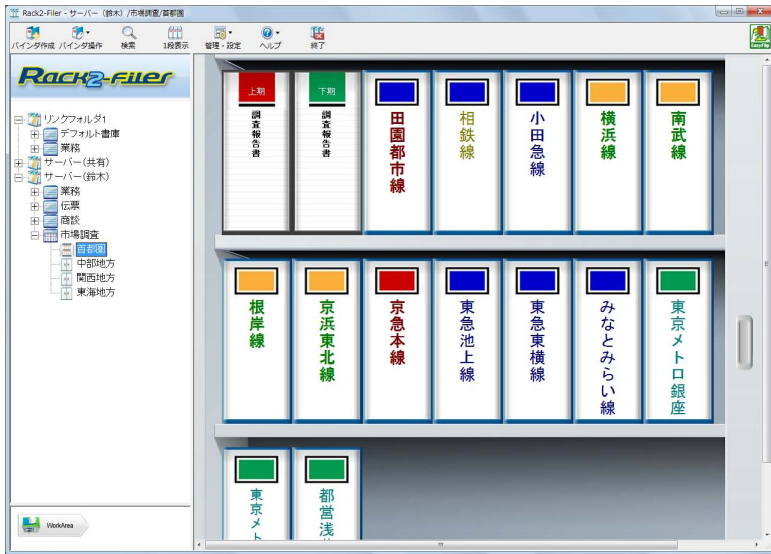 Rack2-Filer - サーバー（鈴木）/市場調査/首都圏
バインダ作成 バインダ操作 検索 1段表示 管理・設定 ヘルプ 終了
EasyFlip
Rack2-Filer
リンクフォルダ1
デフォルト書庫
業務
サーバー(共有)
サーバー(鈴木)
業務
伝票
商談
市場調査
首都圏
中部地方
関西地方
東海地方
WorkArea
上期
調査報告書
下期
調査報告書
田園都市線
相鉄線
小田急線
横浜線
南武線
根岸線
京浜東北線
京急本線
東急池上線
東急東横線
みなとみらい線
東京メトロ銀座
東京メト
都営浅